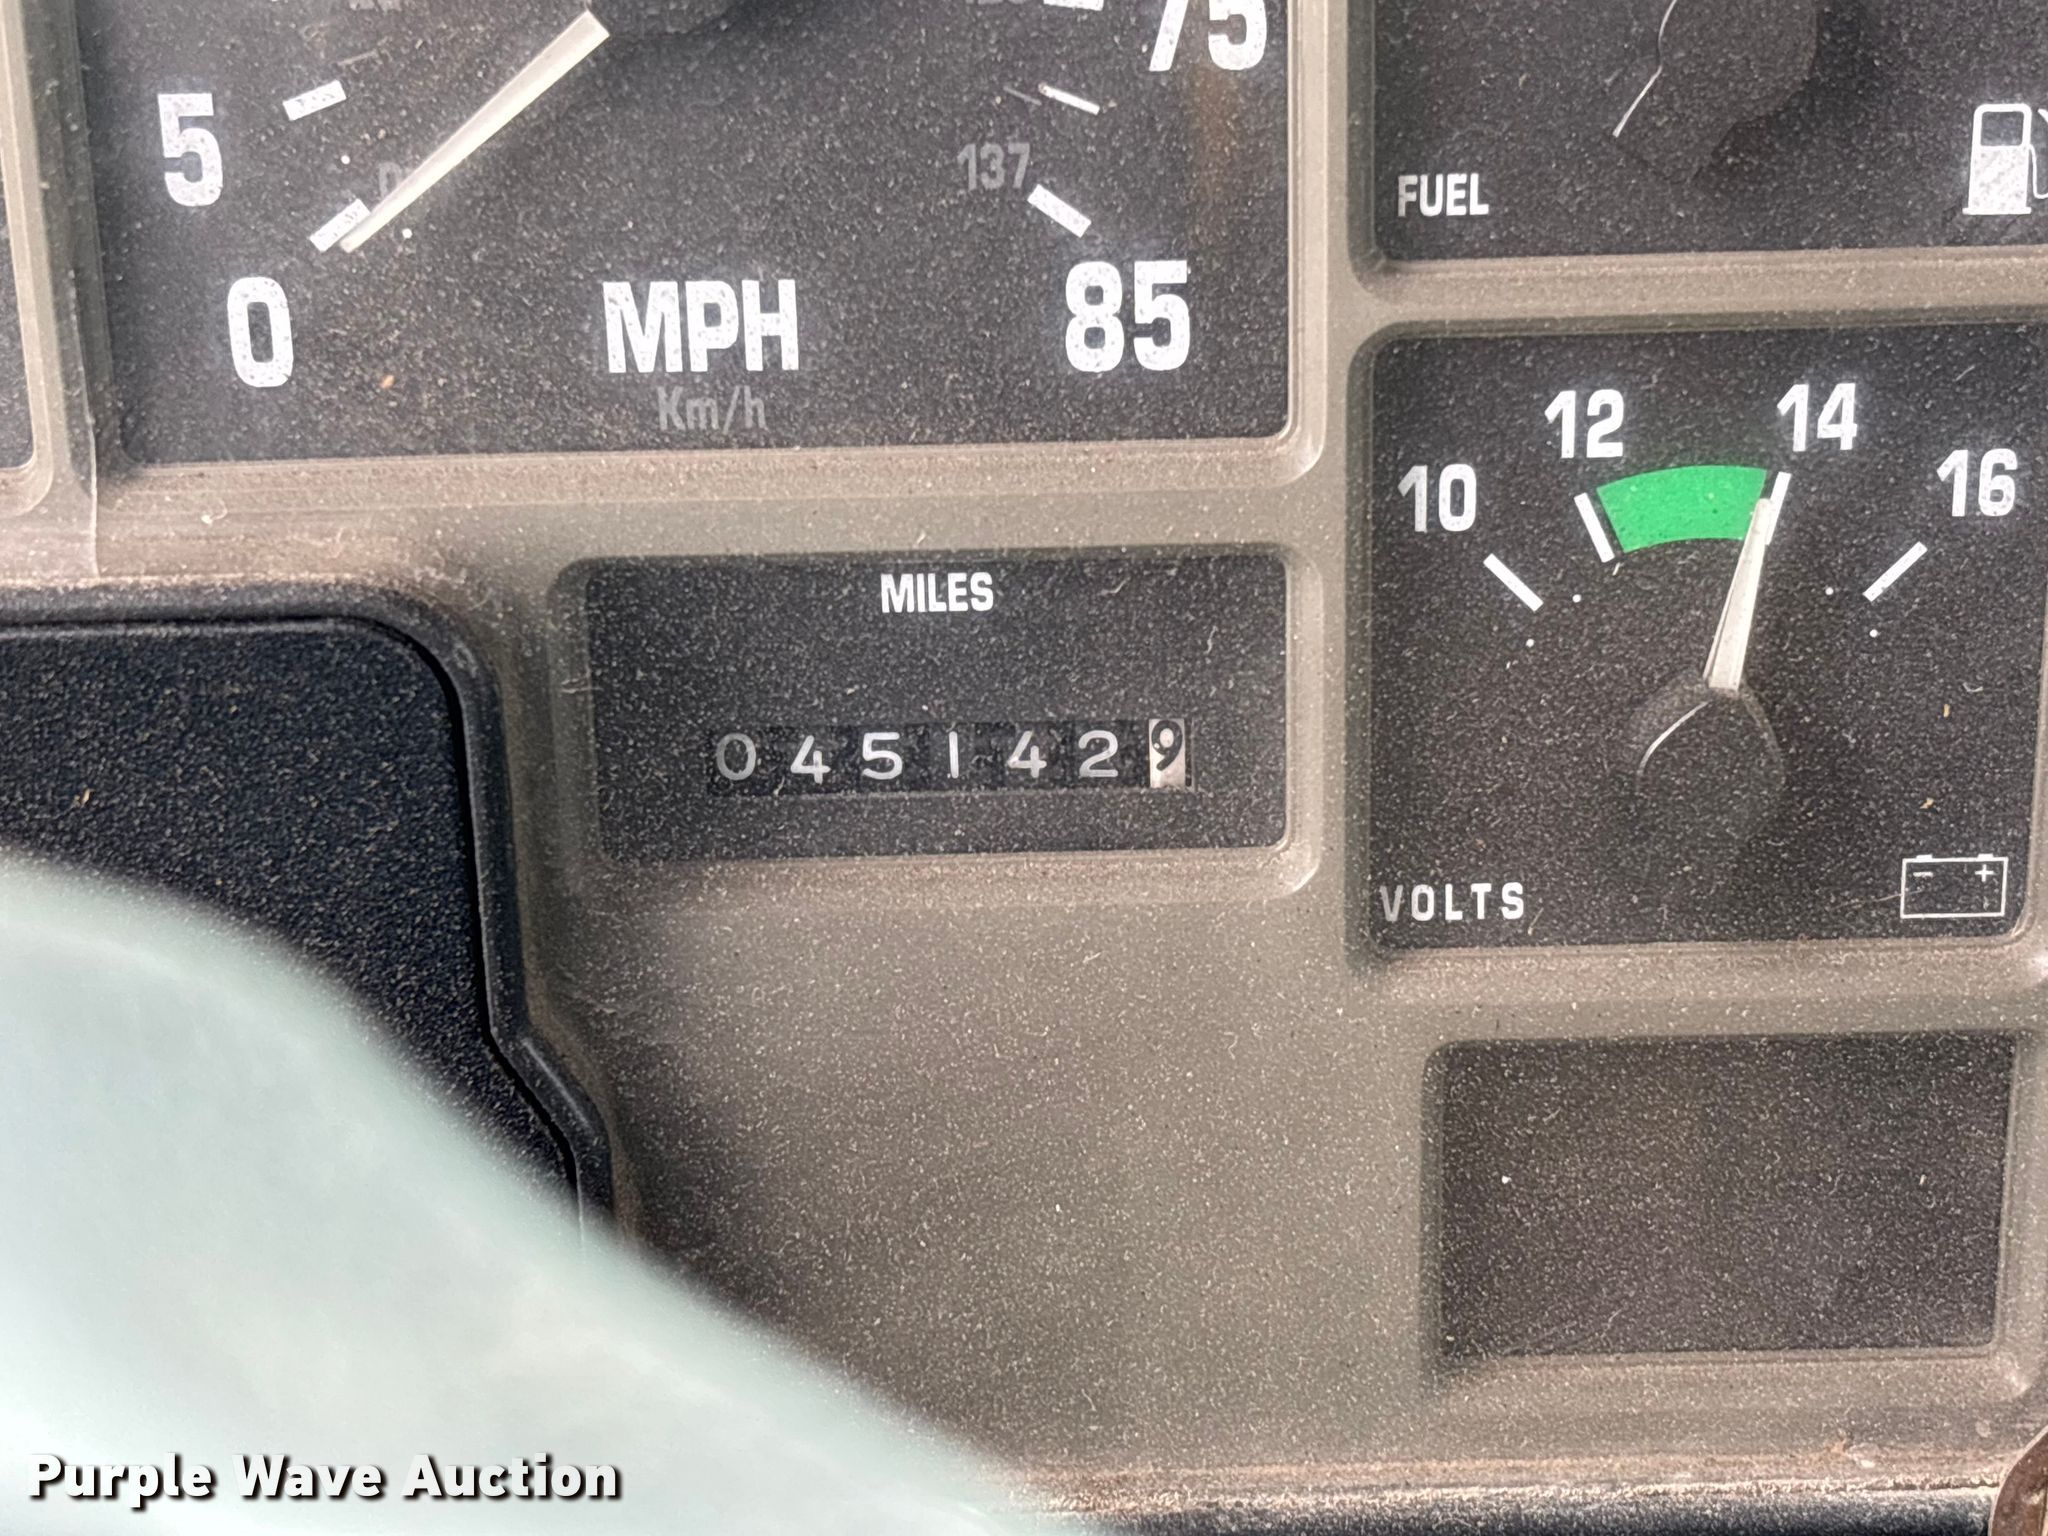 75
5
137
FUEL
0
MPH
85
Km/h
12
14
10
16
MILES
0451429
VOLTS
- +
Purple Wave Auction